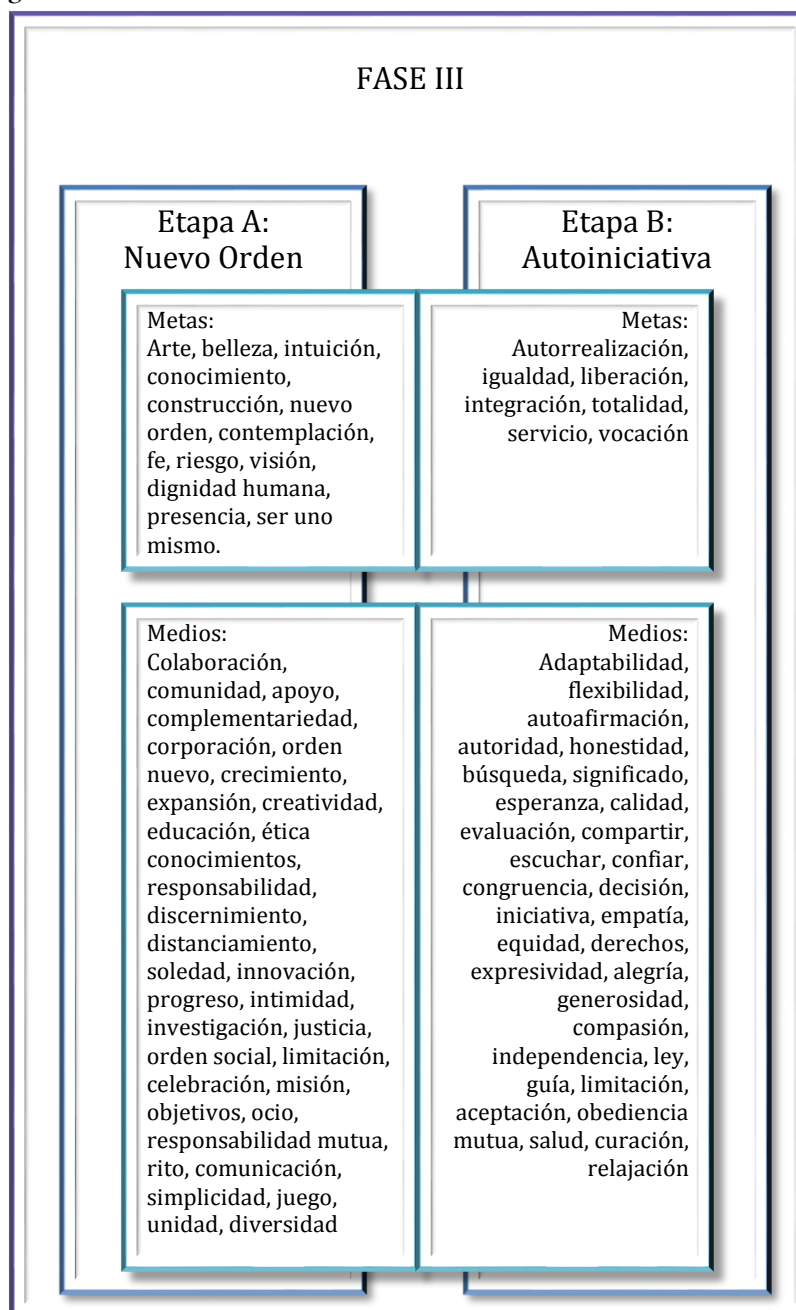 FASE III
Etapa A:
Nuevo Orden
Metas:
Arte, belleza, intuición,
conocimiento,
construcción, nuevo
orden, contemplación,
fe, riesgo, visión,
dignidad humana,
presencia, ser uno
mismo.
Medios:
Colaboración,
comunidad, apoyo,
complementariedad,
corporación, orden
nuevo, crecimiento,
expansión, creatividad,
educación, ética
conocimientos,
responsabilidad,
discernimiento,
distanciamiento,
soledad, innovación,
progreso, intimidad,
investigación, justicia,
orden social, limitación,
celebración, misión,
objetivos, ocio,
responsabilidad mutua,
rito, comunicación,
simplicidad, juego,
unidad, diversidad
Etapa B:
Autoiniciativa
Metas:
Autorrealización,
igualdad, liberación,
integración, totalidad,
servicio, vocación
Medios:
Adaptabilidad,
flexibilidad,
autoafirmación,
autoridad, honestidad,
búsqueda, significado,
esperanza, calidad,
evaluación, compartir,
escuchar, confiar,
congruencia, decisión,
iniciativa, empatía,
equidad, derechos,
expresividad, alegría,
generosidad,
compasión,
independencia, ley,
guía, limitación,
aceptación, obediencia
mutua, salud, curación,
relajación